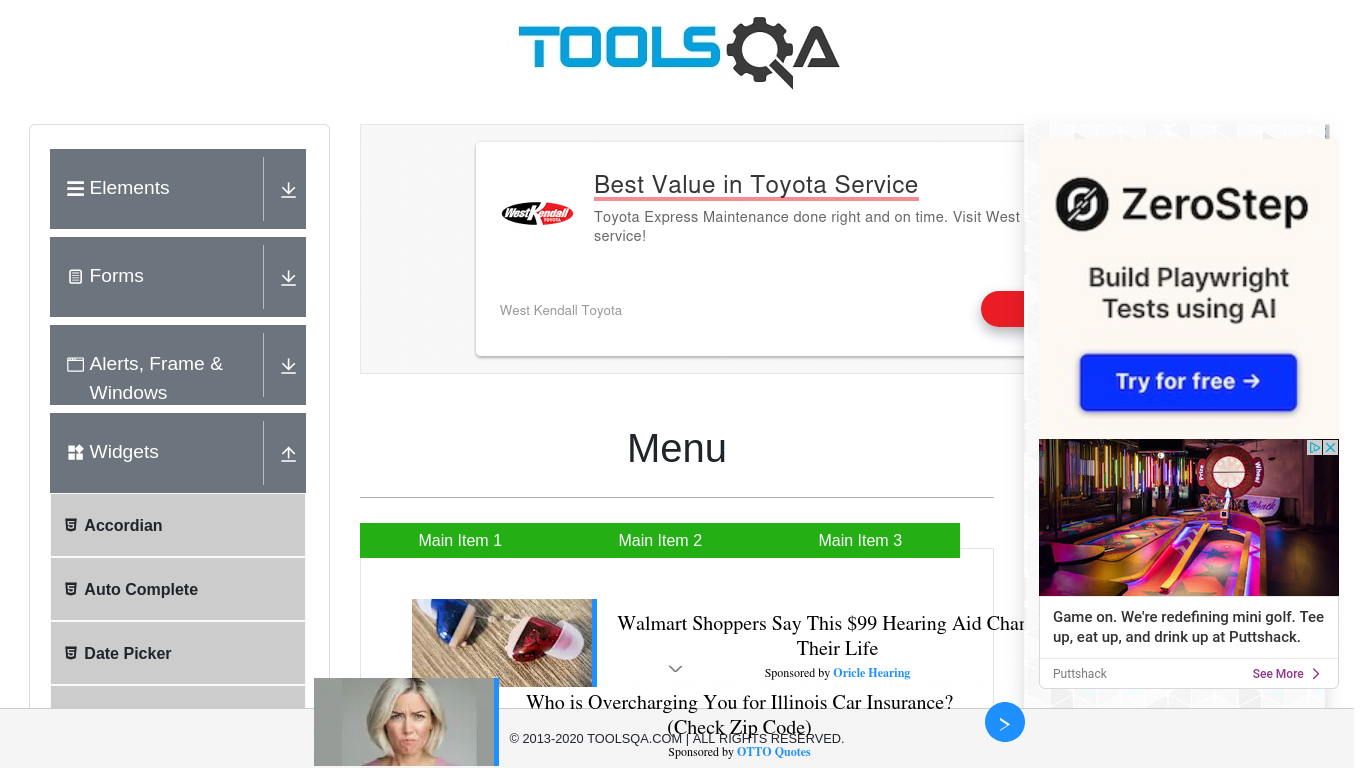 TOOLSQA
Elements
Forms
Alerts, Frame &
Windows
Widgets
Accordian
Auto Complete
Date Picker
Best Value in Toyota Service
Toyota Express Maintenance done right and on time. Visit West
service!
West Kendall TOYOTA
West Kendall Toyota
Menu
Main Item 1
Main Item 2
Main Item 3
Walmart Shoppers Say This $99 Hearing Aid Chan
Their Life
Sponsored by Oricle Hearing
Who is Overcharging You for Illinois Car Insurance?
(Check Zip Code)
© 2013-2020 TOOLSQA.COM | ALL RIGHTS RESERVED.
Sponsored by OTTO Quotes
ZeroStep
Build Playwright
Tests using AI
Try for free →
Game on. We're redefining mini golf. Tee
up, eat up, and drink up at Puttshack.
Puttshack
See More